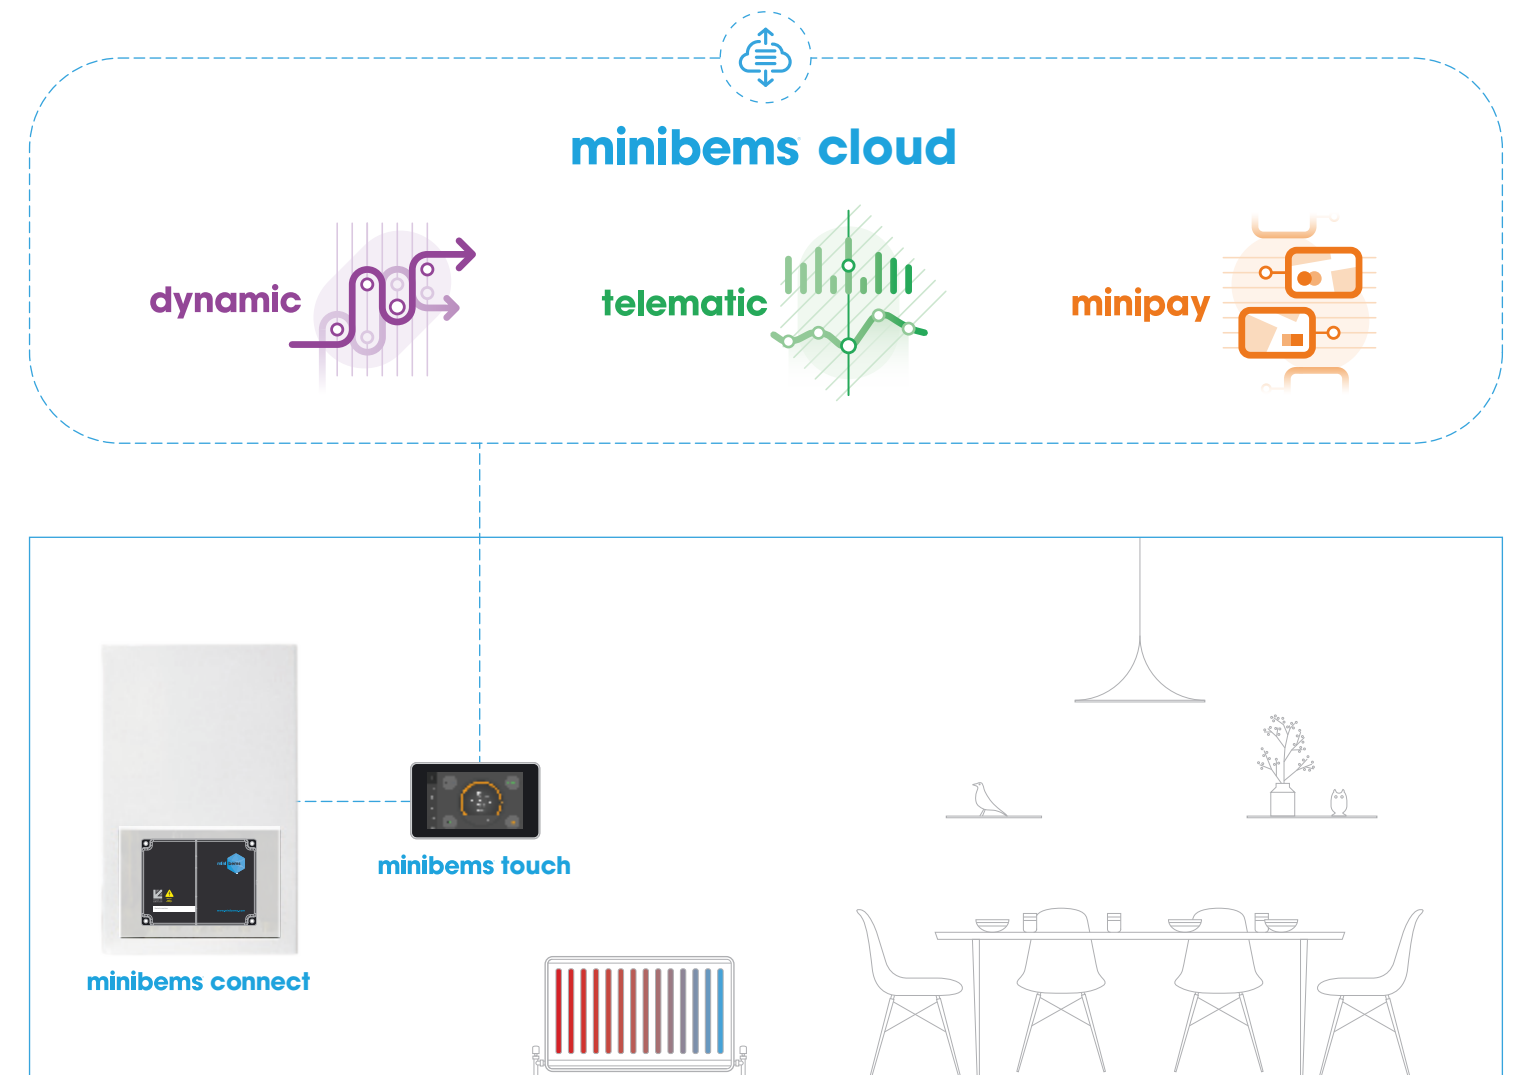 minibems cloud
dynamic
telematic
minipay
minibems touch
minibems connect